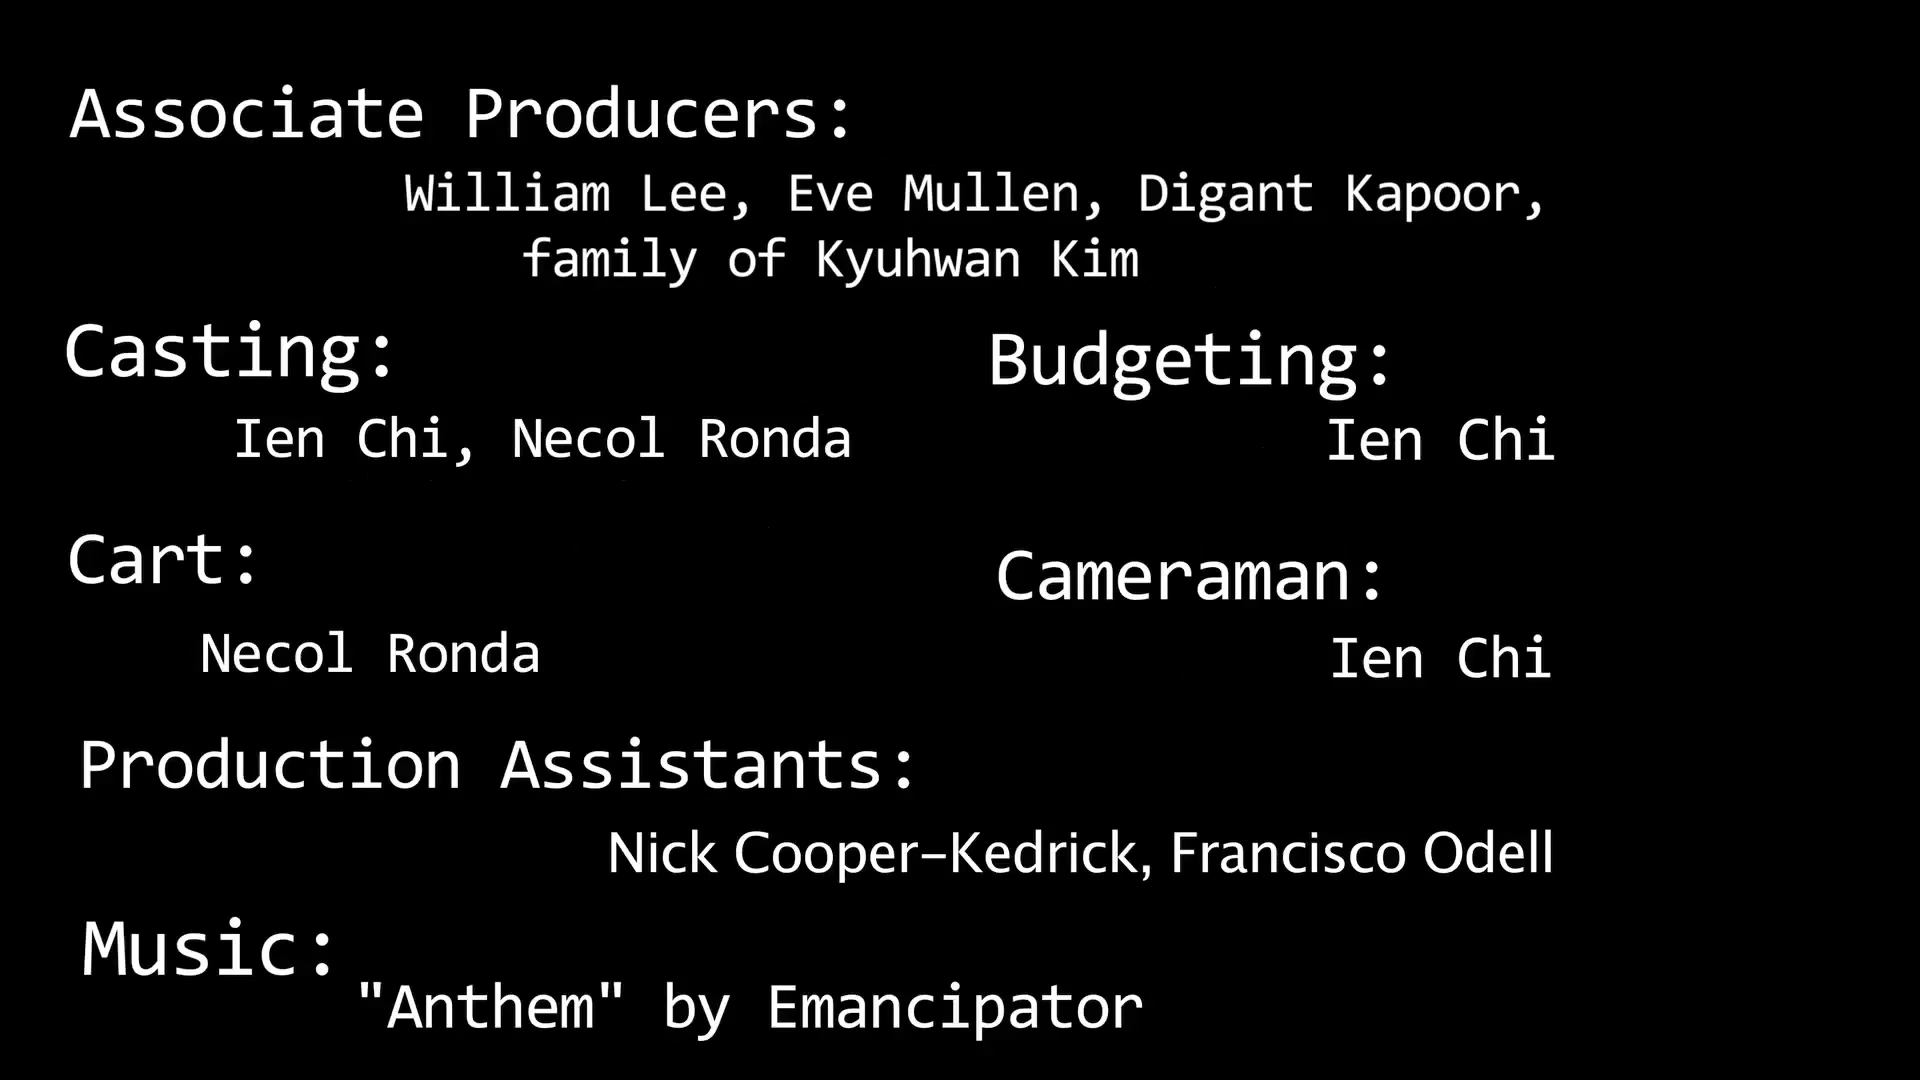 Associate Producers:
William Lee, Eve Mullen, Digant Kapoor,
family of Kyuhwan Kim
Casting:
Ien Chi, Necol Ronda
Budgeting:
Ien Chi
Cart:
Necol Ronda
Cameraman:
Ien Chi
Production Assistants:
Nick Cooper–Kedrick, Francisco Odell
Music:
"Anthem" by Emancipator